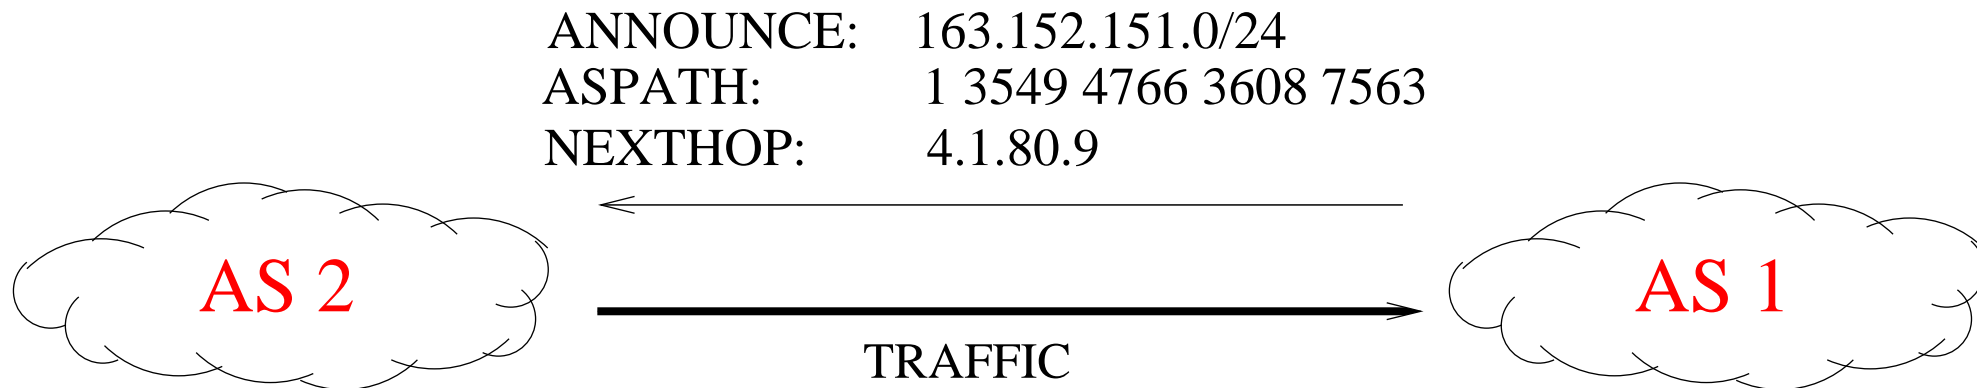 ANNOUNCE: 163.152.151.0/24
ASPATH: 1 3549 4766 3608 7563
NEXTHOP: 4.1.80.9
AS 2
AS 1
TRAFFIC